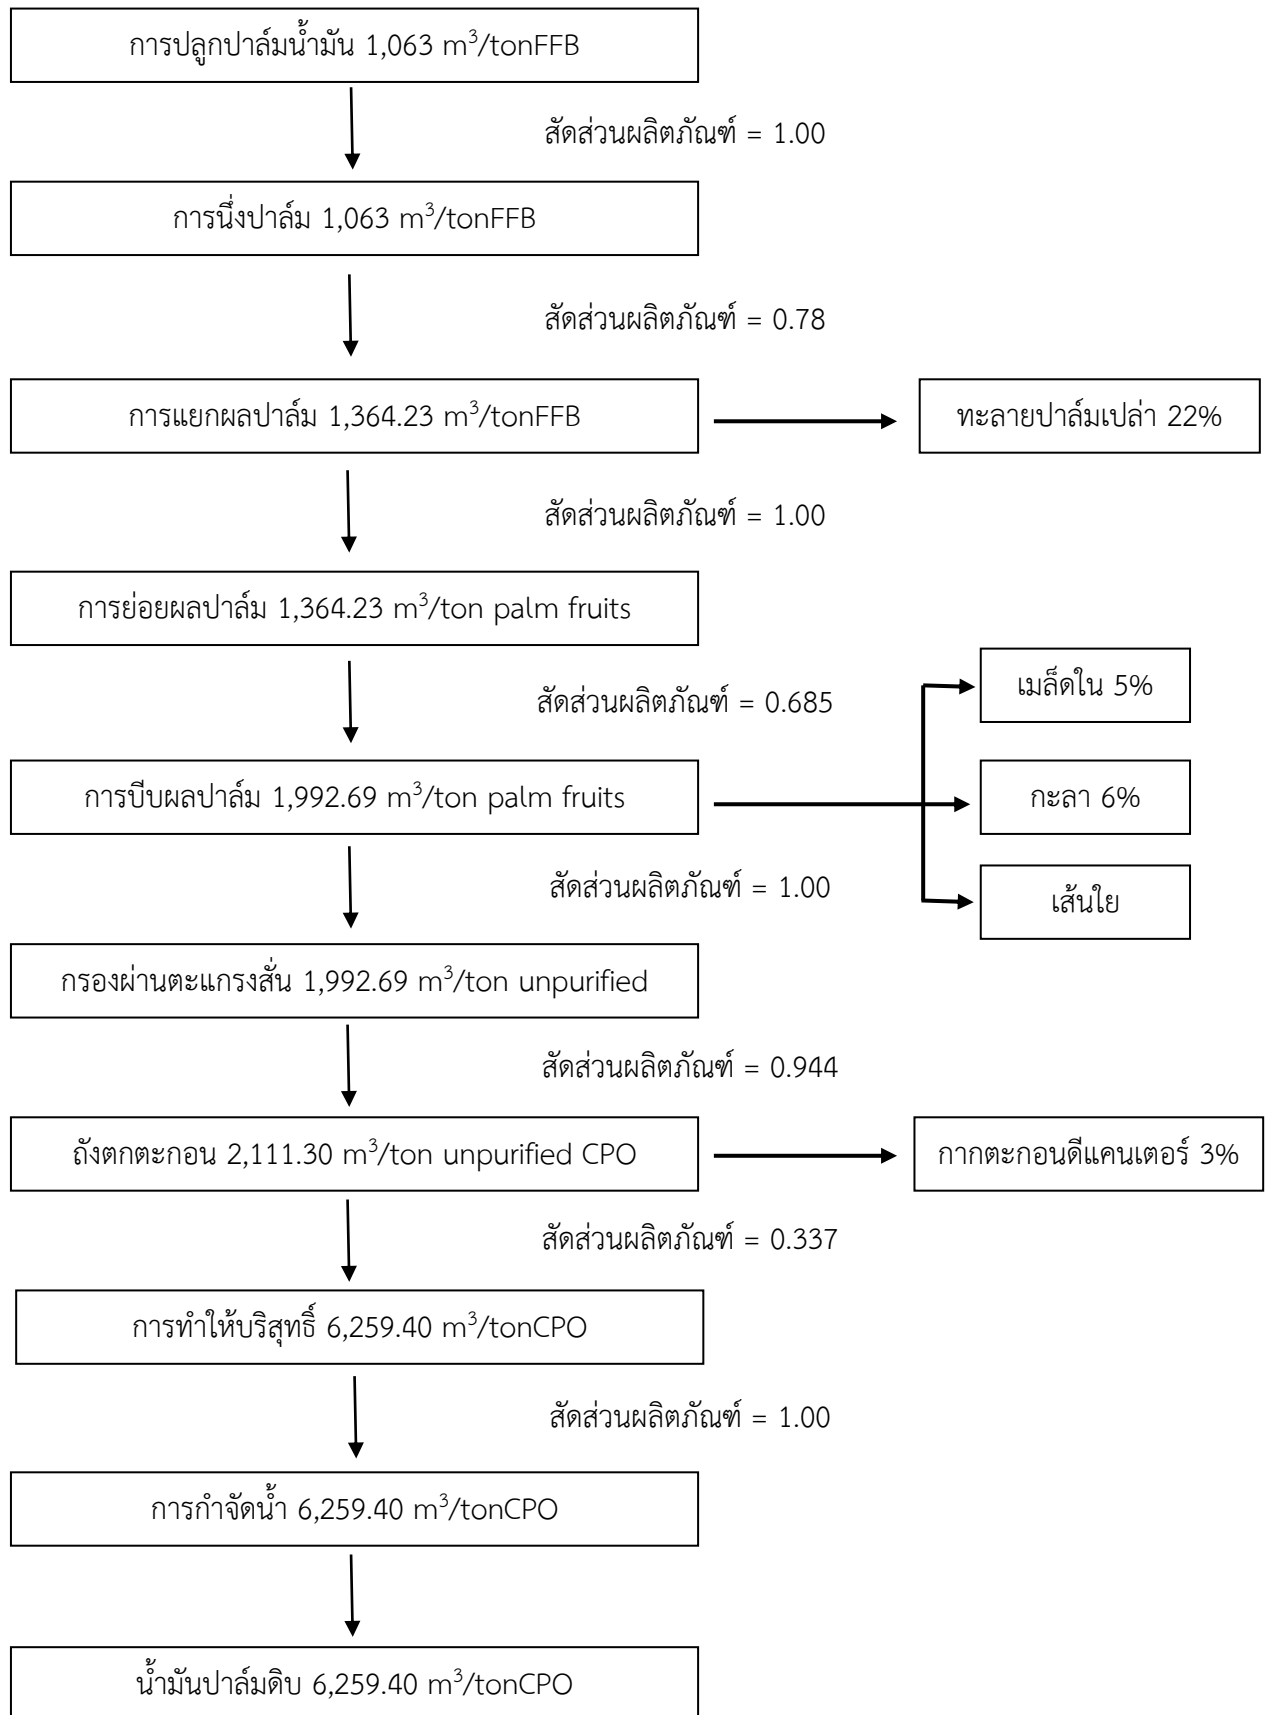 การปลูกปาล์มน้ำมัน 1,063 m³/tonFFB
สัดส่วนผลิตภัณฑ์ = 1.00
การนึ่งปาล์ม 1,063 m³/tonFFB
สัดส่วนผลิตภัณฑ์ = 0.78
การแยกผลปาล์ม 1,364.23 m³/tonFFB
ทะลายปาล์มเปล่า 22%
สัดส่วนผลิตภัณฑ์ = 1.00
การย่อยผลปาล์ม 1,364.23 m³/ton palm fruits
สัดส่วนผลิตภัณฑ์ = 0.685
เมล็ดใน 5%
การบีบผลปาล์ม 1,992.69 m³/ton palm fruits
กะลา 6%
สัดส่วนผลิตภัณฑ์ = 1.00
เส้นใย
กรองผ่านตะแกรงสั่น 1,992.69 m³/ton unpurified
สัดส่วนผลิตภัณฑ์ = 0.944
ถังตกตะกอน 2,111.30 m³/ton unpurified CPO
กากตะกอนดีแคนเตอร์ 3%
สัดส่วนผลิตภัณฑ์ = 0.337
การทำให้บริสุทธิ์ 6,259.40 m³/tonCPO
สัดส่วนผลิตภัณฑ์ = 1.00
การกำจัดน้ำ 6,259.40 m³/tonCPO
น้ำมันปาล์มดิบ 6,259.40 m³/tonCPO